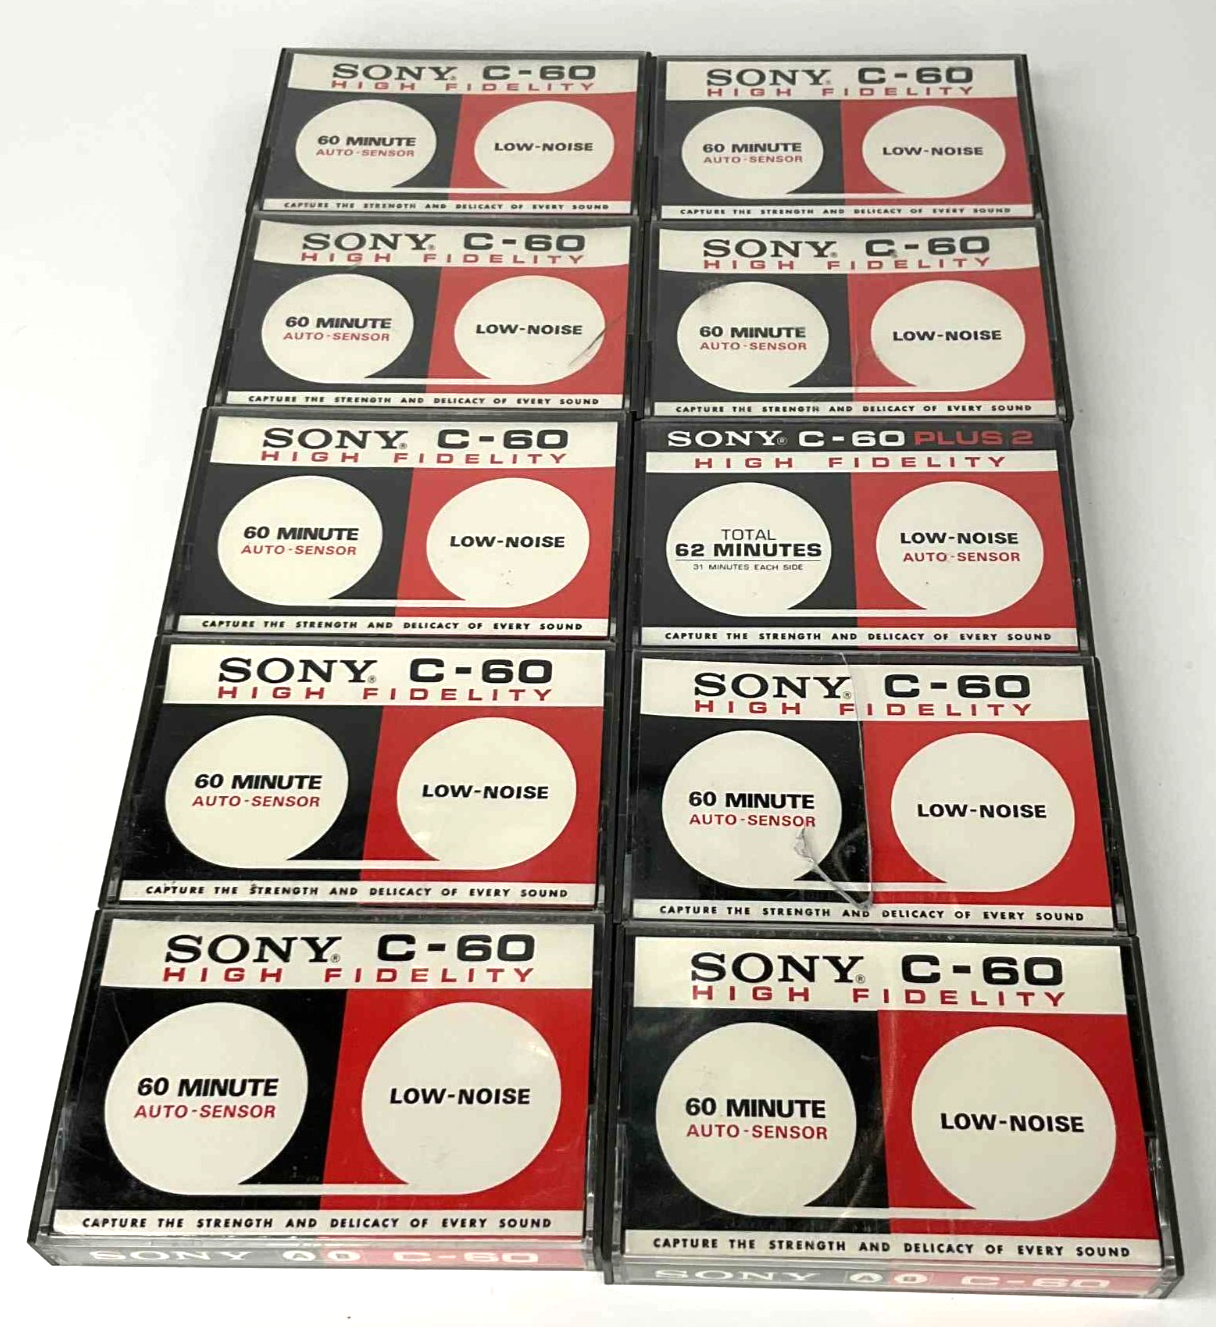 SONY® C-60
HIGH FIDELITY
60 MINUTE
AUTO-SENSOR
LOW-NOISE
CAPTURE THE STRENGTH AND DELICACY OF EVERY SOUND
SONY® C-60
HIGH FIDELITY
60 MINUTE
AUTO-SENSOR
LOW-NOISE
CAPTURE THE STRENGTH AND DELICACY OF EVERY SOUND
SONY® C-60
HIGH FIDELITY
60 MINUTE
AUTO-SENSOR
LOW-NOISE
CAPTURE THE STRENGTH AND DELICACY OF EVERY SOUND
SONY® C-60
HIGH FIDELITY
60 MINUTE
AUTO-SENSOR
LOW-NOISE
CAPTURE THE STRENGTH AND DELICACY OF EVERY SOUND
SONY® C-60
HIGH FIDELITY
60 MINUTE
AUTO-SENSOR
LOW-NOISE
CAPTURE THE STRENGTH AND DELICACY OF EVERY SOUND
SONY® C-60 PLUS 2
HIGH FIDELITY
TOTAL
62 MINUTES
31 MINUTES EACH SIDE
LOW-NOISE
AUTO-SENSOR
CAPTURE THE STRENGTH AND DELICACY OF EVERY SOUND
SONY® C-60
HIGH FIDELITY
60 MINUTE
AUTO-SENSOR
LOW-NOISE
CAPTURE THE STRENGTH AND DELICACY OF EVERY SOUND
SONY® C-60
HIGH FIDELITY
60 MINUTE
AUTO-SENSOR
LOW-NOISE
CAPTURE THE STRENGTH AND DELICACY OF EVERY SOUND
SONY® C-60
HIGH FIDELITY
60 MINUTE
AUTO-SENSOR
LOW-NOISE
CAPTURE THE STRENGTH AND DELICACY OF EVERY SOUND
SONY A B C-60
SONY® C-60
HIGH FIDELITY
60 MINUTE
AUTO-SENSOR
LOW-NOISE
CAPTURE THE STRENGTH AND DELICACY OF EVERY SOUND
SONY A B C-60